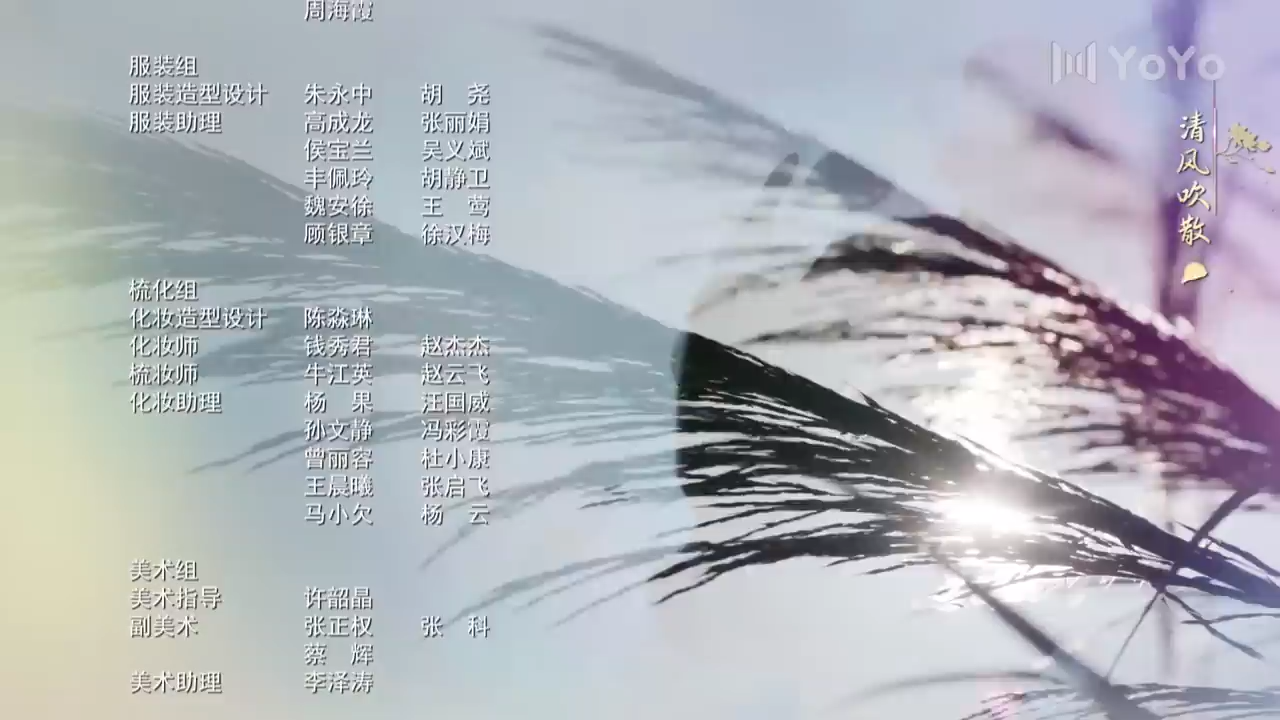 周海霞
服装组
服装造型设计 朱永中 胡 尧
服装助理 高成龙 张丽娟
侯宝兰 吴义斌
丰佩玲 胡静卫
魏安徐 王 莺
顾银章 徐汉梅
梳化组
化妆造型设计 陈淼琳
化妆师 钱秀君 赵杰杰
梳妆师 牛江英 赵云飞
化妆助理 杨 果 汪国威
孙文静 冯彩霞
曾丽容 杜小康
王晨曦 张启飞
马小欠 杨 云
美术组
美术指导 许韶晶
副美术 张正权 张 科
蔡 辉
美术助理 李泽涛
YoYo
清风吹散